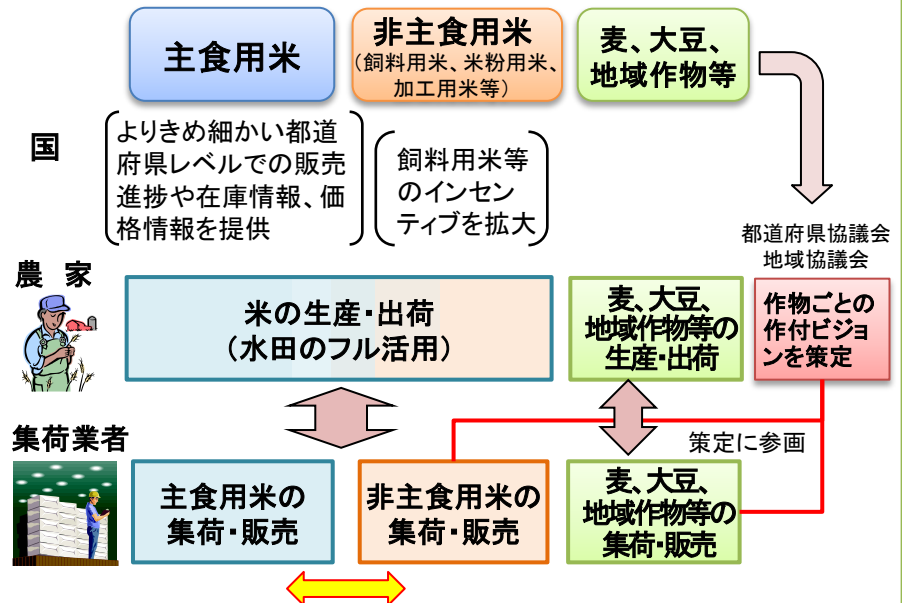 主食用米
非主食用米
（飼料用米、米粉用米、
加工用米等）
麦、大豆、
地域作物等
国
よりきめ細かい都道
府県レベルでの販売
進捗や在庫情報、価
格情報を提供
飼料用米等
のインセン
ティブを拡大
都道府県協議会
地域協議会
農　家
米の生産・出荷
（水田のフル活用）
麦、大豆、
地域作物等の
生産・出荷
作物ごとの
作付ビジョ
ンを策定
集荷業者
策定に参画
主食用米の
集荷・販売
非主食用米の
集荷・販売
麦、大豆、
地域作物等の
集荷・販売